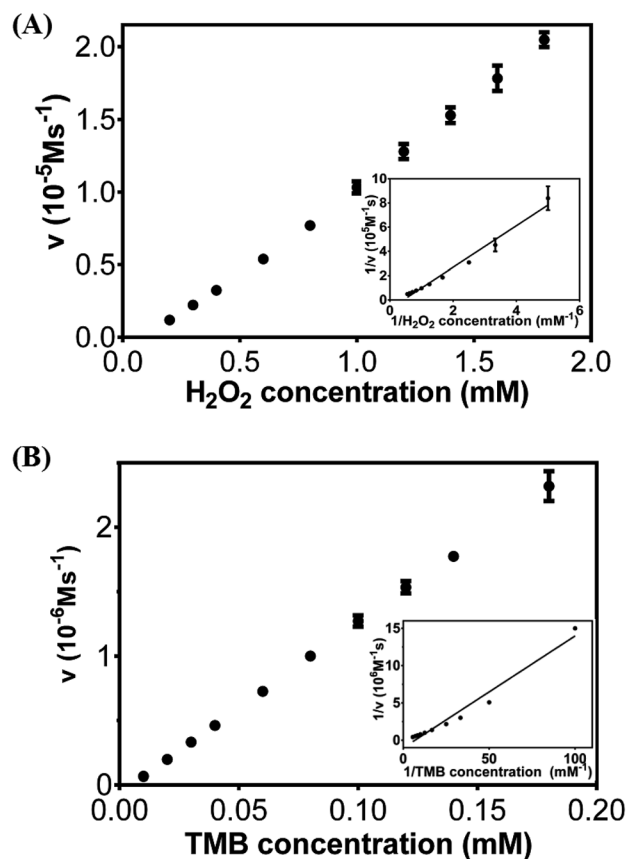 (A)
v (10⁻⁵Ms⁻¹)
2.0
1.5
1.0
0.5
0.0
0.0 0.5 1.0 1.5 2.0
H₂O₂ concentration (mM)
1/v (10⁵M⁻¹s)
10
8
6
4
2
0
0 2 4 6
1/H₂O₂ concentration (mM⁻¹)
(B)
v (10⁻⁶Ms⁻¹)
2
1
0
0.00 0.05 0.10 0.15 0.20
TMB concentration (mM)
1/v (10⁶M⁻¹s)
15
10
5
0
0 50 100
1/TMB concentration (mM⁻¹)